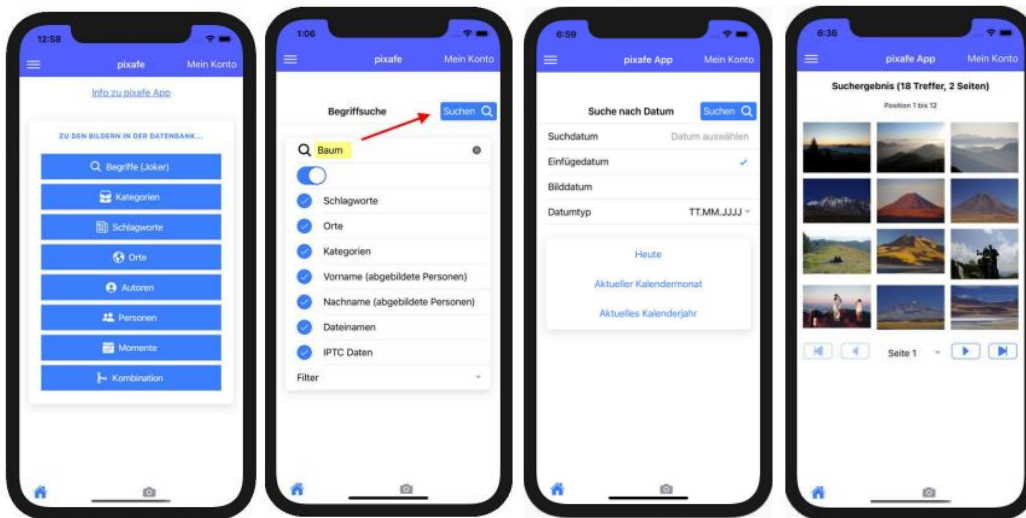 12:58
pixafe
Mein Konto
Info zu pixafe App
ZU DEN BILDERN IN DER DATENBANK...
Begriffe (Joker)
Kategorien
Schlagworte
Orte
Autoren
Personen
Momente
Kombination
1:06
pixafe
Mein Konto
Begriffsuche
Suchen
Baum
Schlagworte
Orte
Kategorien
Vorname (abgebildete Personen)
Nachname (abgebildete Personen)
Dateinamen
IPTC Daten
Filter
6:59
pixafe App
Mein Konto
Suche nach Datum
Suchen
Suchdatum
Datum auswählen
Einfügedatum
Bilddatum
Datumtyp
TT.MM.JJJJ
Heute
Aktueller Kalendermonat
Aktuelles Kalenderjahr
6:36
pixafe App
Mein Konto
Suchergebnis (18 Treffer, 2 Seiten)
Position 1 bis 12
Seite 1